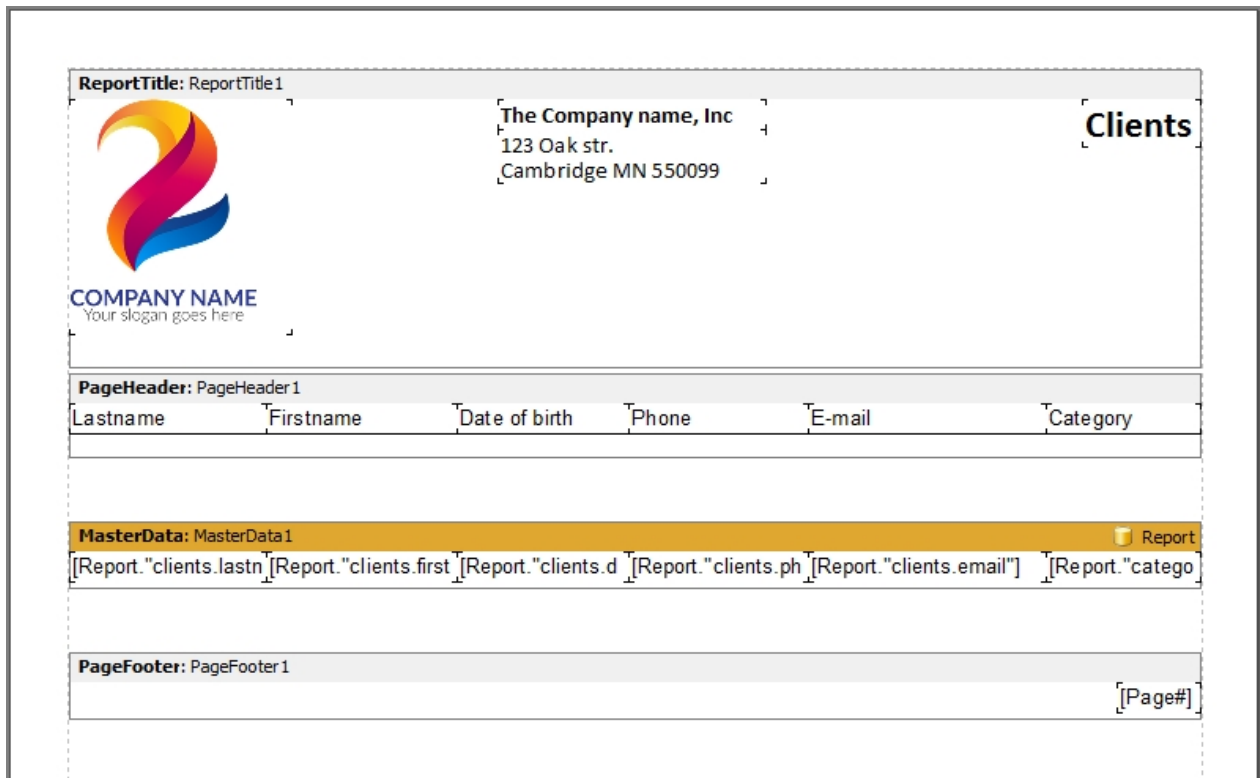 ReportTitle: ReportTitle1
The Company name, Inc
Clients
123 Oak str.
Cambridge MN 550099
COMPANY NAME
Your slogan goes here
PageHeader: PageHeader1
Lastname Firstname Date of birth Phone E-mail Category
MasterData: MasterData1 Report
[Report."clients.lastn [Report."clients.first [Report."clients.d [Report."clients.ph [Report."clients.email"] [Report."catego
PageFooter: PageFooter1
[Page#]